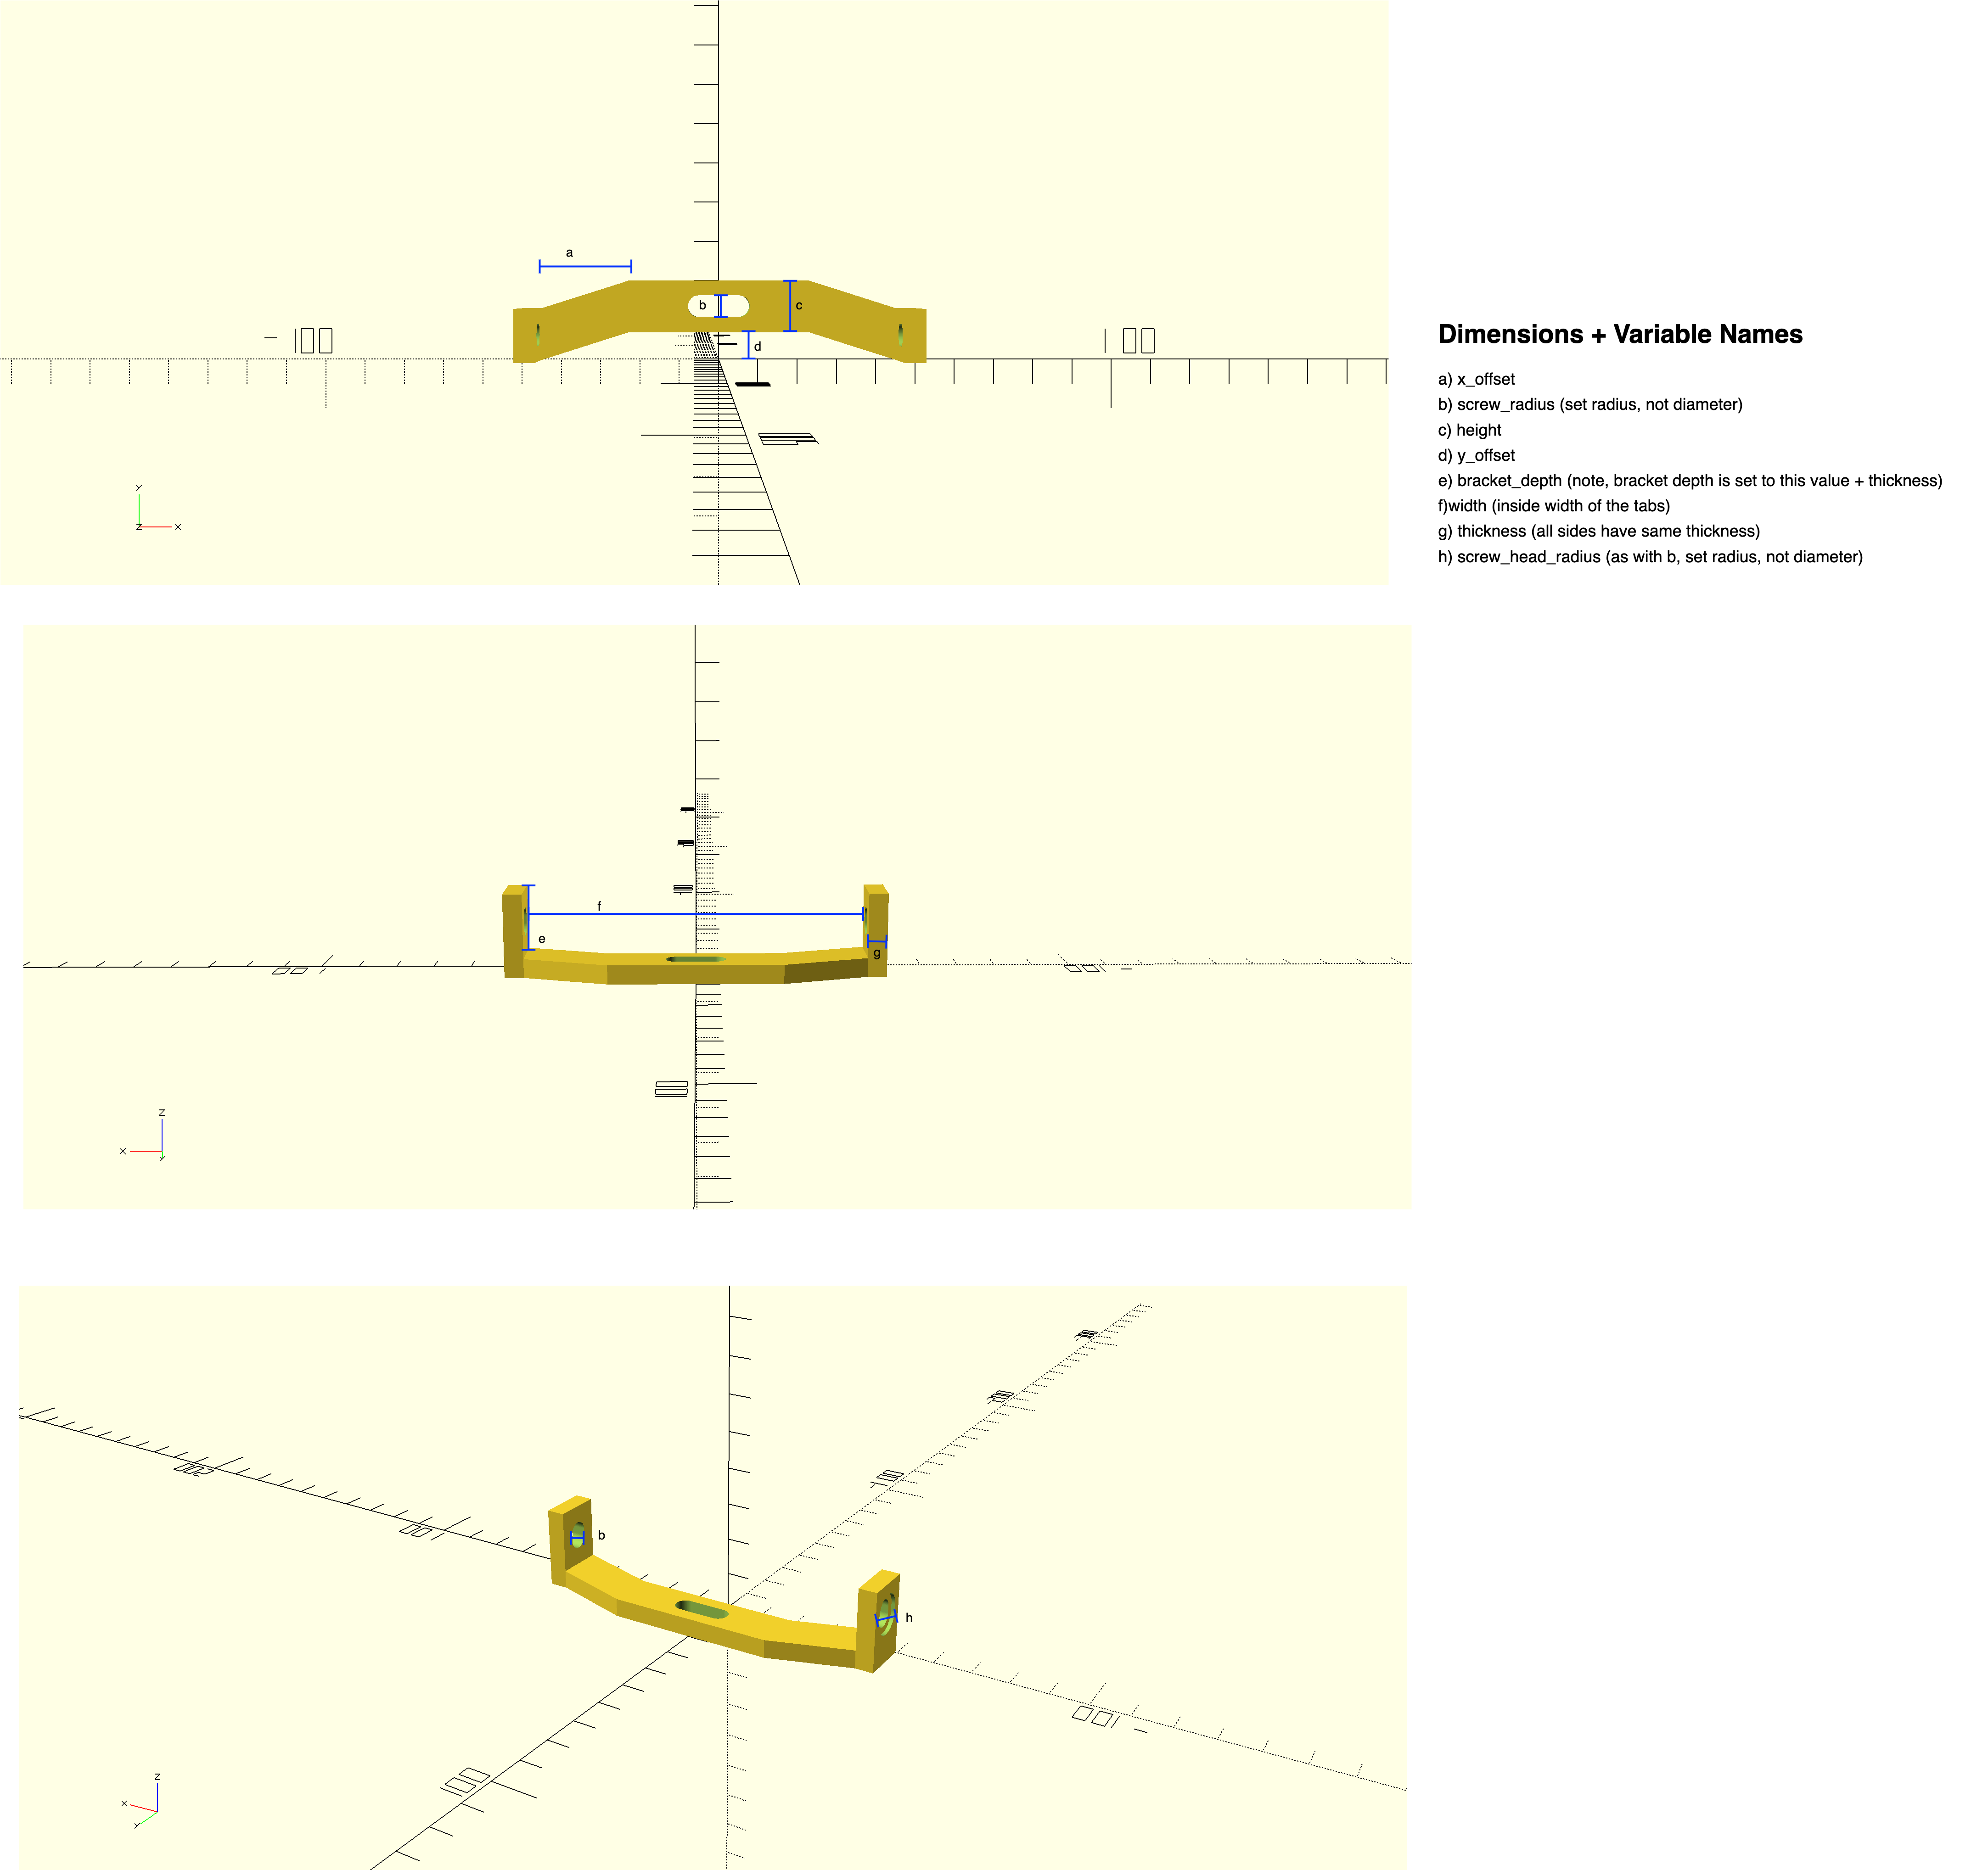 a
b
c
d
Y
Z
X
Dimensions + Variable Names
a) x_offset
b) screw_radius (set radius, not diameter)
c) height
d) y_offset
e) bracket_depth (note, bracket depth is set to this value + thickness)
f)width (inside width of the tabs)
g) thickness (all sides have same thickness)
h) screw_head_radius (as with b, set radius, not diameter)
f
e
g
Z
X
Y
b
h
Z
X
Y